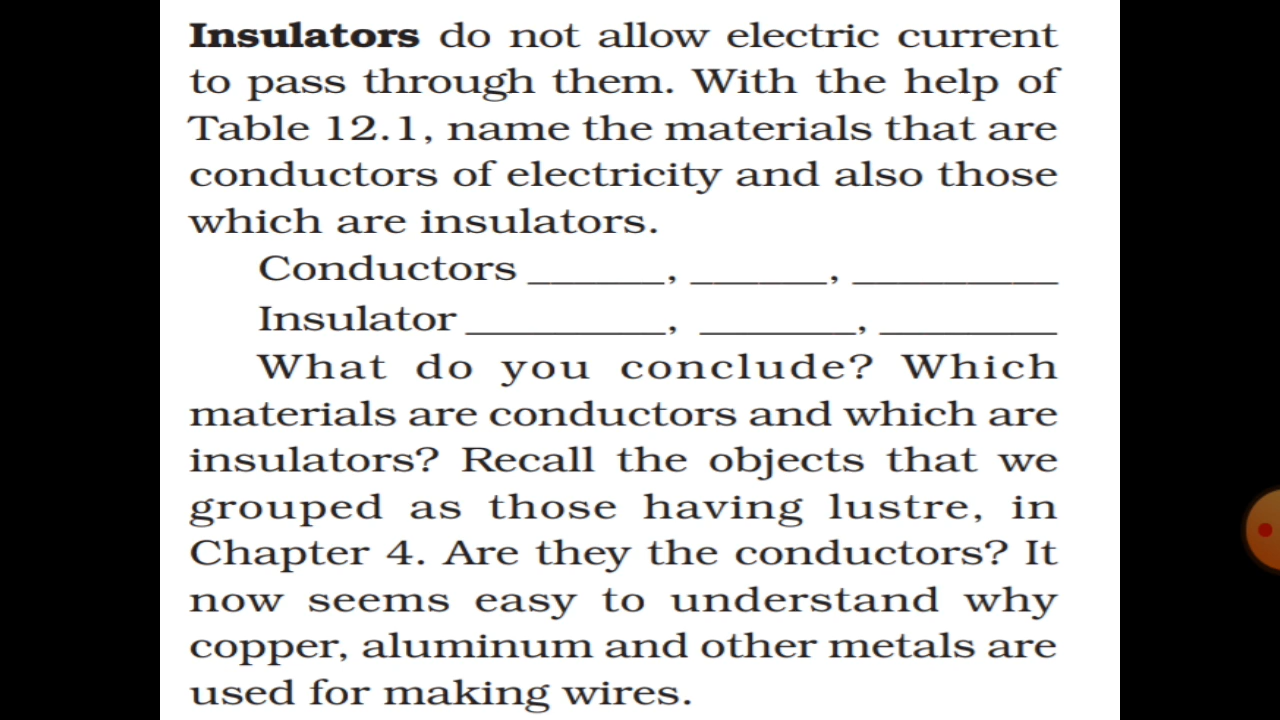 Insulators do not allow electric current
to pass through them. With the help of
Table 12.1, name the materials that are
conductors of electricity and also those
which are insulators.
Conductors ______, ______, _________
Insulator _________, _______, ________
What do you conclude? Which
materials are conductors and which are
insulators? Recall the objects that we
grouped as those having lustre, in
Chapter 4. Are they the conductors? It
now seems easy to understand why
copper, aluminum and other metals are
used for making wires.